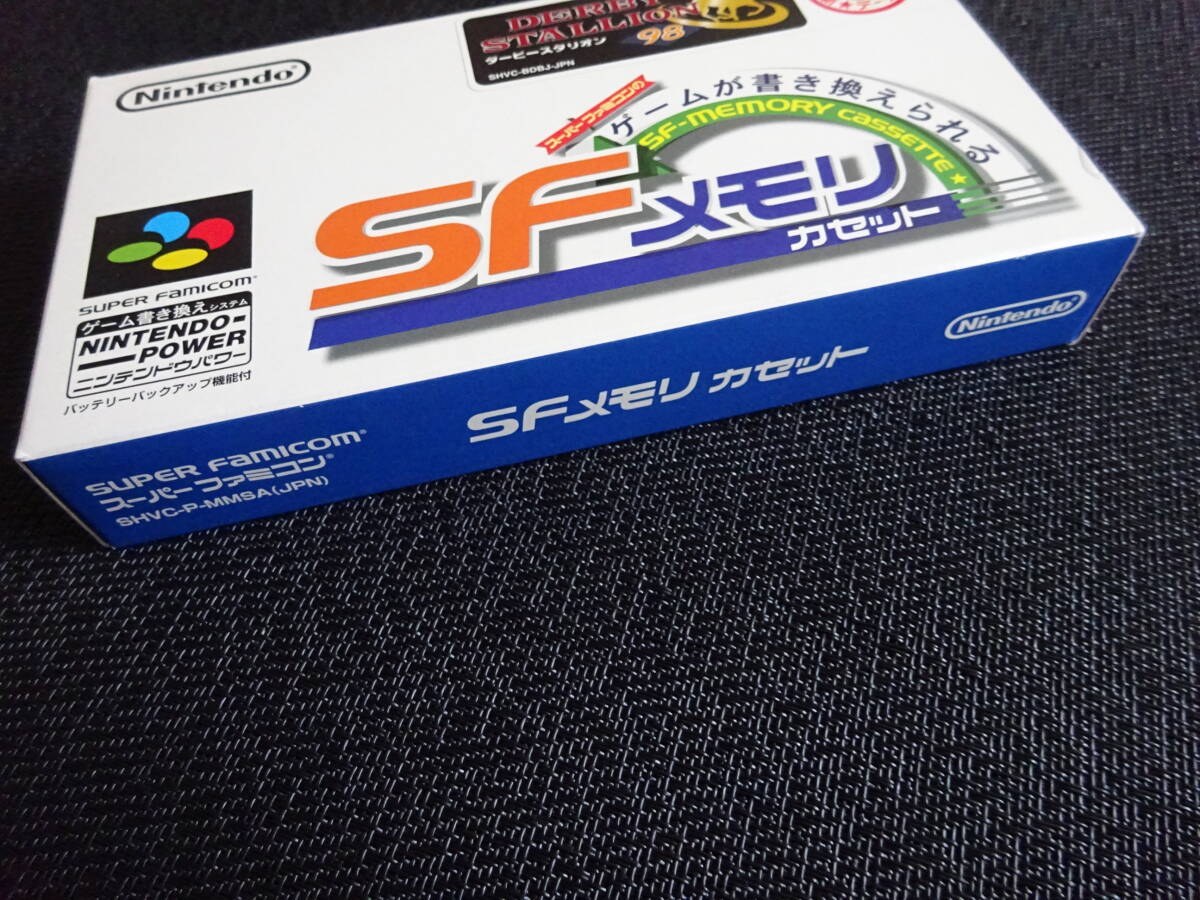 DERBY
STALLION
98
ダービースタリオン
SHVC-BDBJ-JPN
Nintendo
スーパーファミコンの
ゲームが書き換えられる
SF-MEMORY CASSETTE★
SFメモリ
カセット
SUPER FAMICOM
ゲーム書き換えシステム
NINTENDO-
POWER
ニンテンドウパワー
バッテリーバックアップ機能付
Nintendo
SFメモリ カセット
SUPER FAMICOM
スーパーファミコン
SHVC-P-MMSA(JPN)